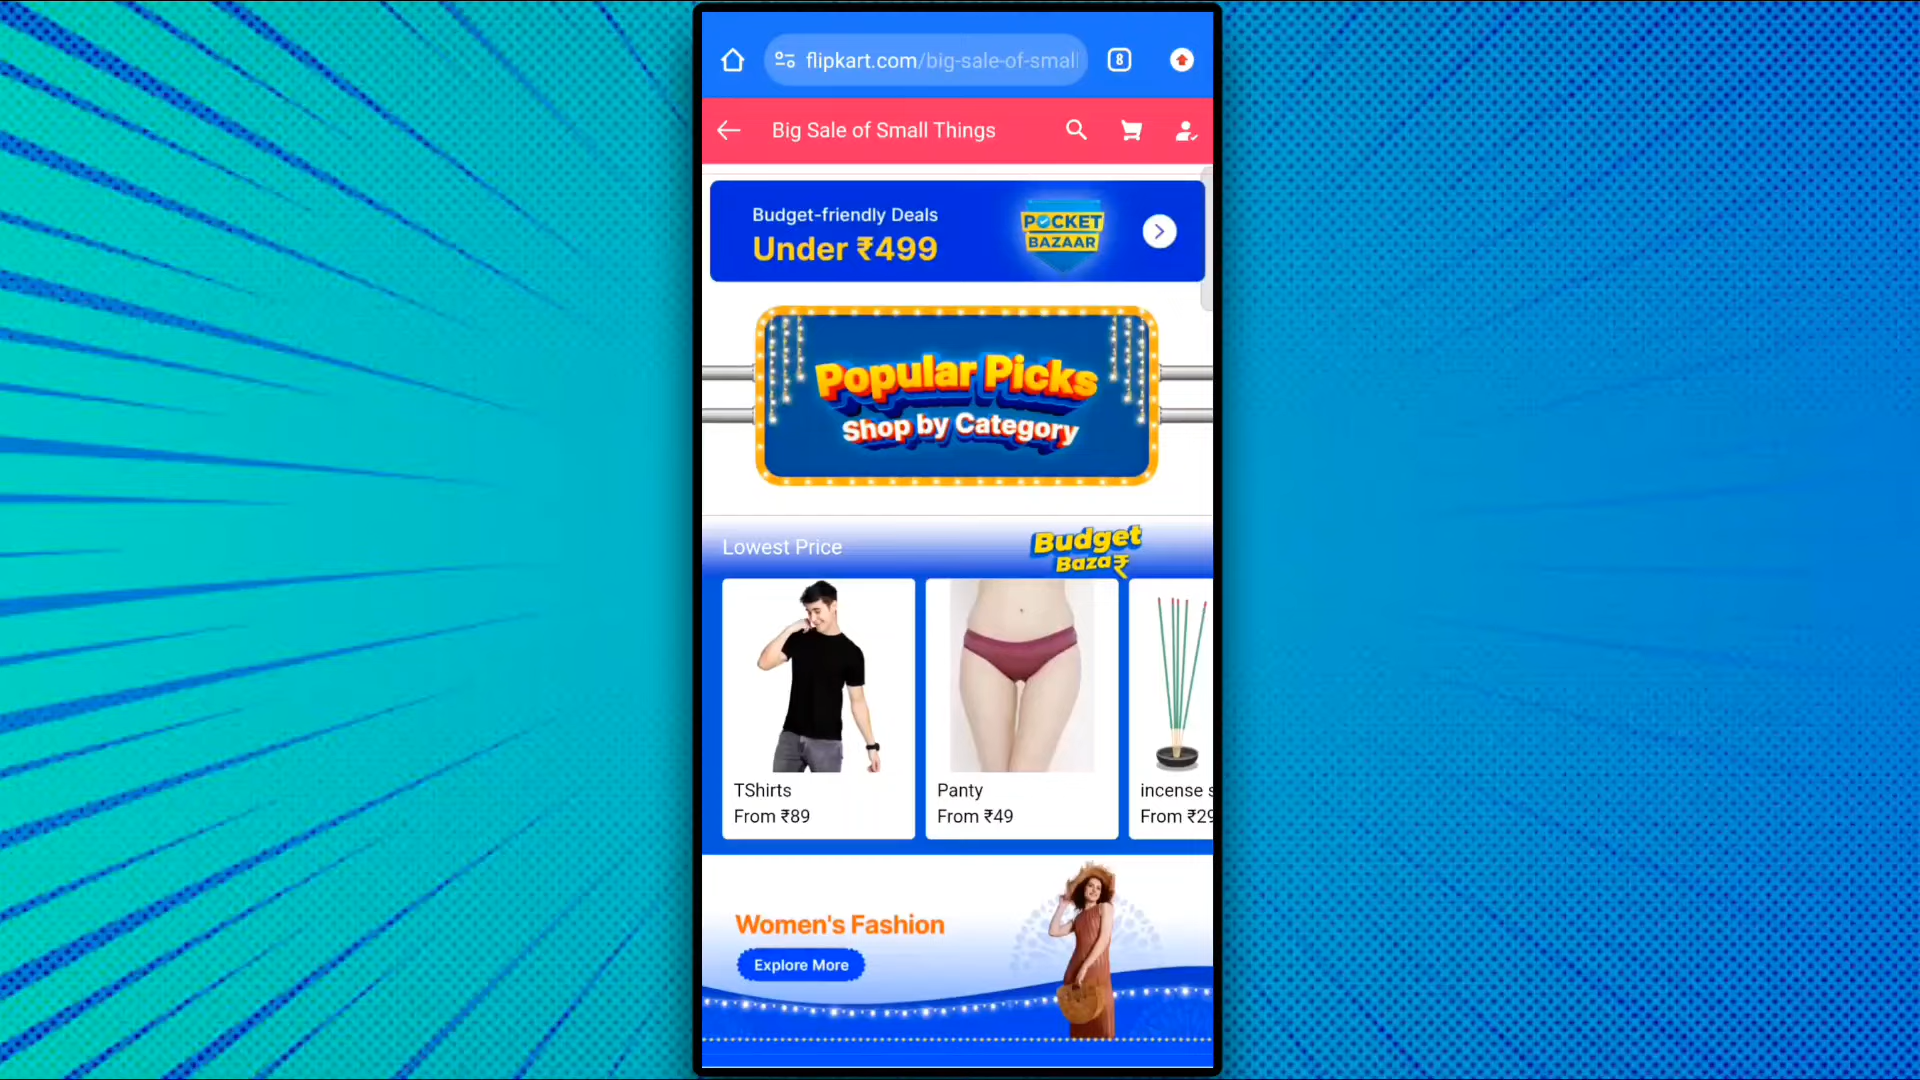 flipkart.com/big-sale-of-small
8
Big Sale of Small Things
Budget-friendly Deals
Under ₹499
POCKET
BAZAAR
Popular Picks
Shop by Category
Lowest Price
Budget
Baza₹
TShirts
From ₹89
Panty
From ₹49
incense s
From ₹29
Women's Fashion
Explore More